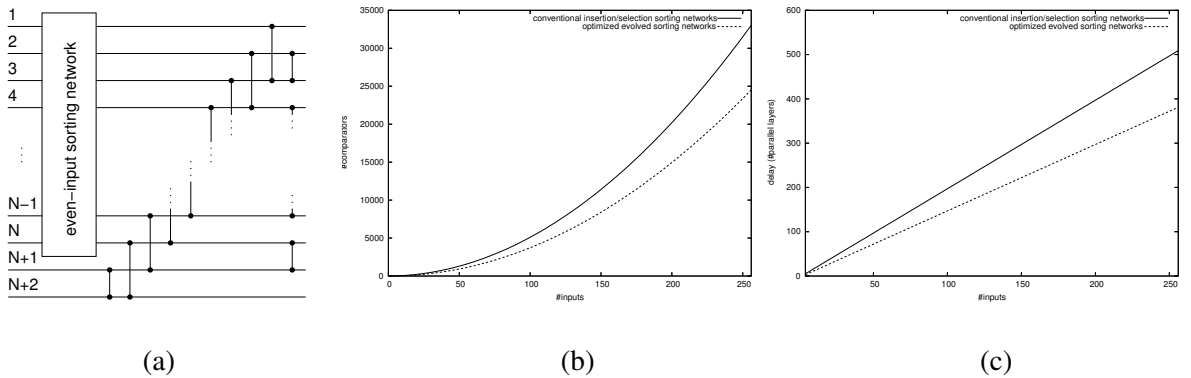 1
2
3
4
N−1
N
N+1
N+2
even−input sorting network
(a)
conventional insertion/selection sorting networks
optimized evolved sorting networks
35000
30000
25000
20000
15000
10000
5000
0
#comparators
0 50 100 150 200 250
#inputs
(b)
conventional insertion/selection sorting networks
optimized evolved sorting networks
600
500
400
300
200
100
0
delay (#parallel layers)
50 100 150 200 250
#inputs
(c)